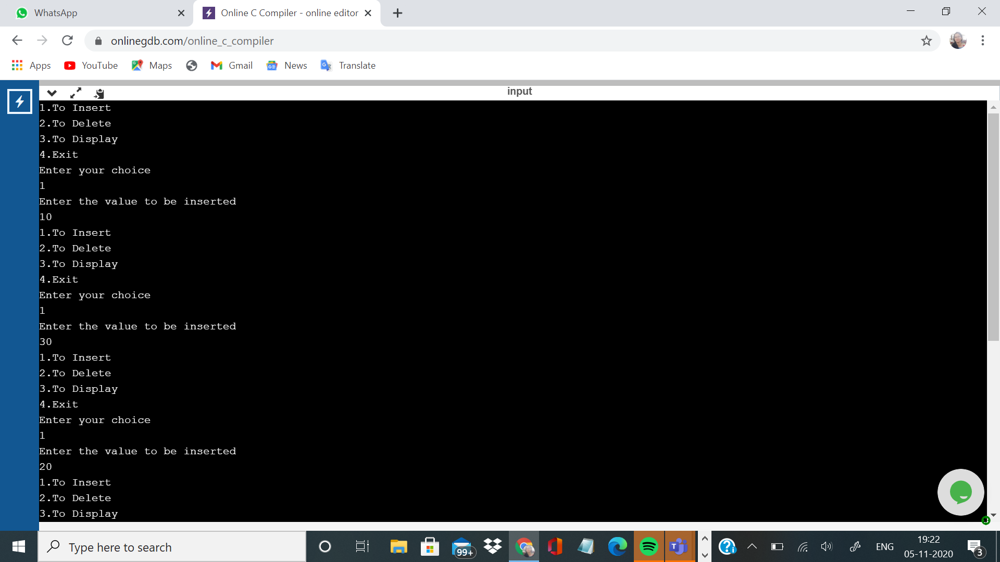 WhatsApp
Online C Compiler - online editor
onlinegdb.com/online_c_compiler
Apps
YouTube
Maps
Gmail
News
Translate
input
1.To Insert
2.To Delete
3.To Display
4.Exit
Enter your choice
1
Enter the value to be inserted
10
1.To Insert
2.To Delete
3.To Display
4.Exit
Enter your choice
1
Enter the value to be inserted
30
1.To Insert
2.To Delete
3.To Display
4.Exit
Enter your choice
1
Enter the value to be inserted
20
1.To Insert
2.To Delete
3.To Display
Type here to search
99+
ENG
19:22
05-11-2020
3